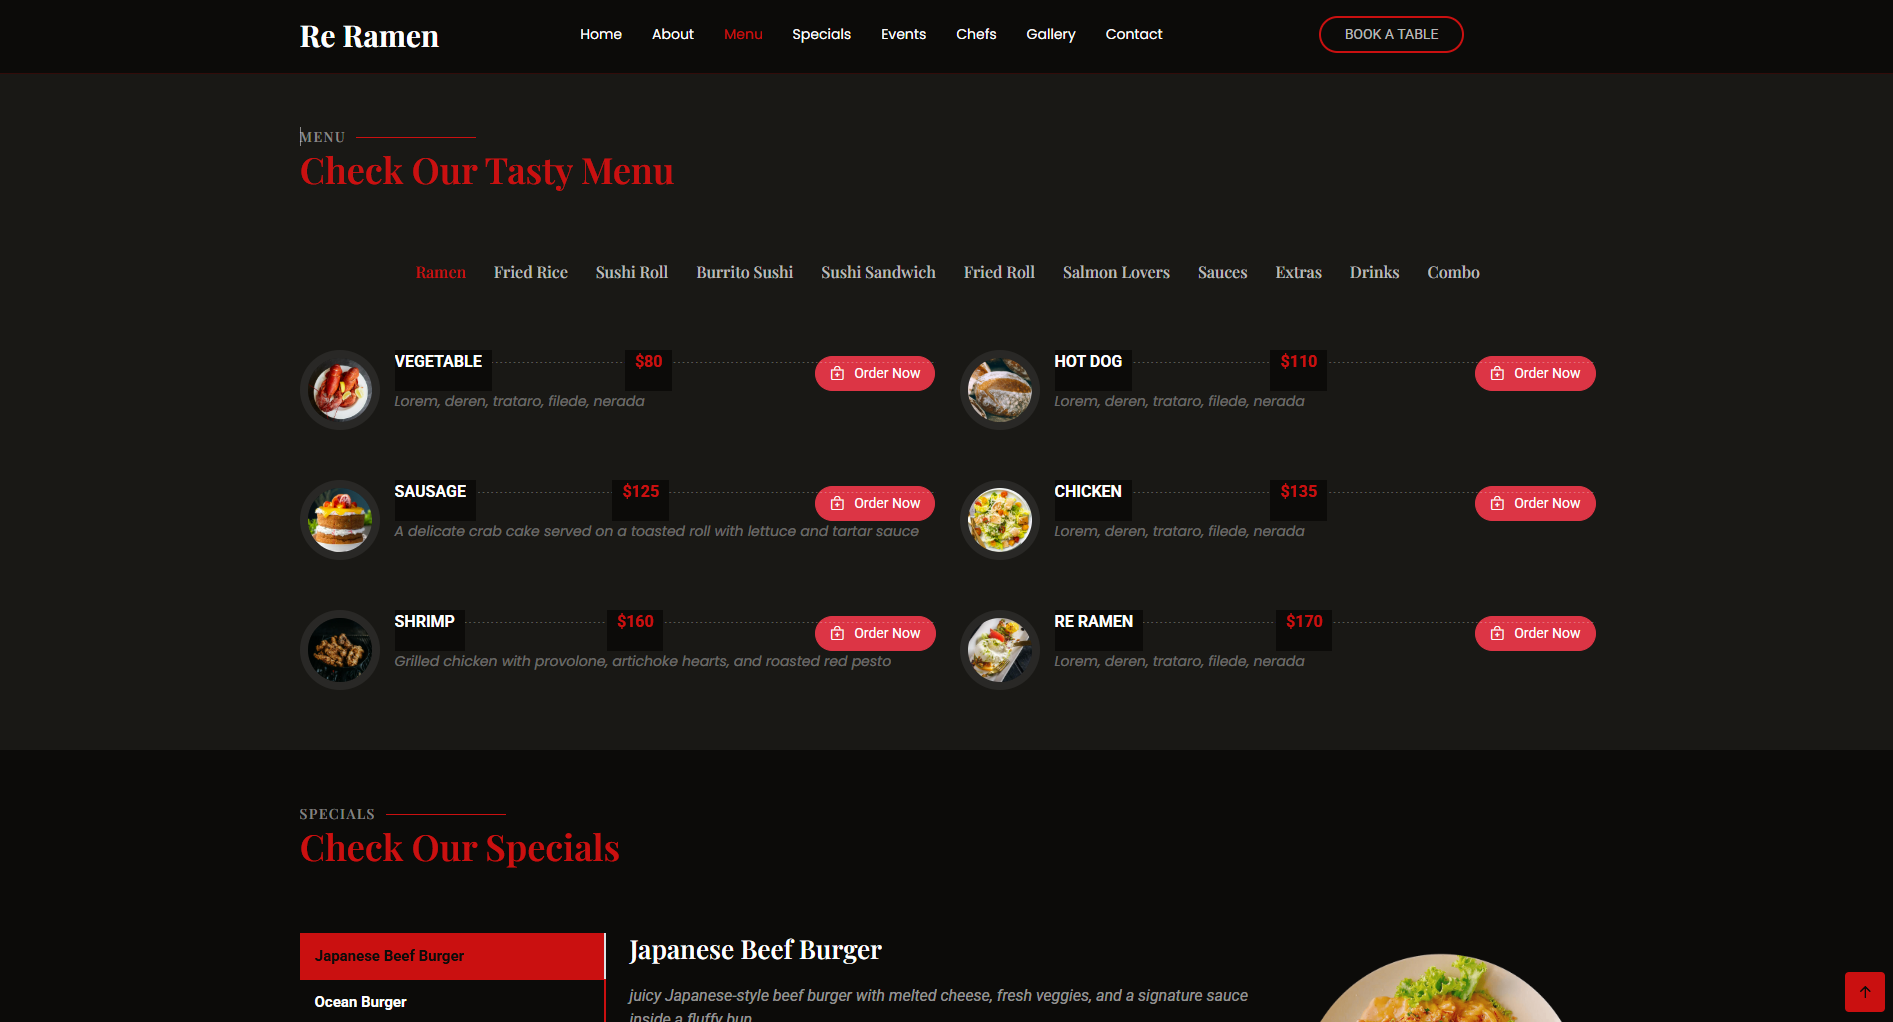 Re Ramen
Home About Menu Specials Events Chefs Gallery Contact
BOOK A TABLE
MENU
Check Our Tasty Menu
Ramen Fried Rice Sushi Roll Burrito Sushi Sushi Sandwich Fried Roll Salmon Lovers Sauces Extras Drinks Combo
VEGETABLE $80 Order Now
Lorem, deren, trataro, filede, nerada
HOT DOG $110 Order Now
Lorem, deren, trataro, filede, nerada
SAUSAGE $125 Order Now
A delicate crab cake served on a toasted roll with lettuce and tartar sauce
CHICKEN $135 Order Now
Lorem, deren, trataro, filede, nerada
SHRIMP $160 Order Now
Grilled chicken with provolone, artichoke hearts, and roasted red pesto
RE RAMEN $170 Order Now
Lorem, deren, trataro, filede, nerada
SPECIALS
Check Our Specials
Japanese Beef Burger
Ocean Burger
Japanese Beef Burger
juicy Japanese-style beef burger with melted cheese, fresh veggies, and a signature sauce
inside a fluffy bun